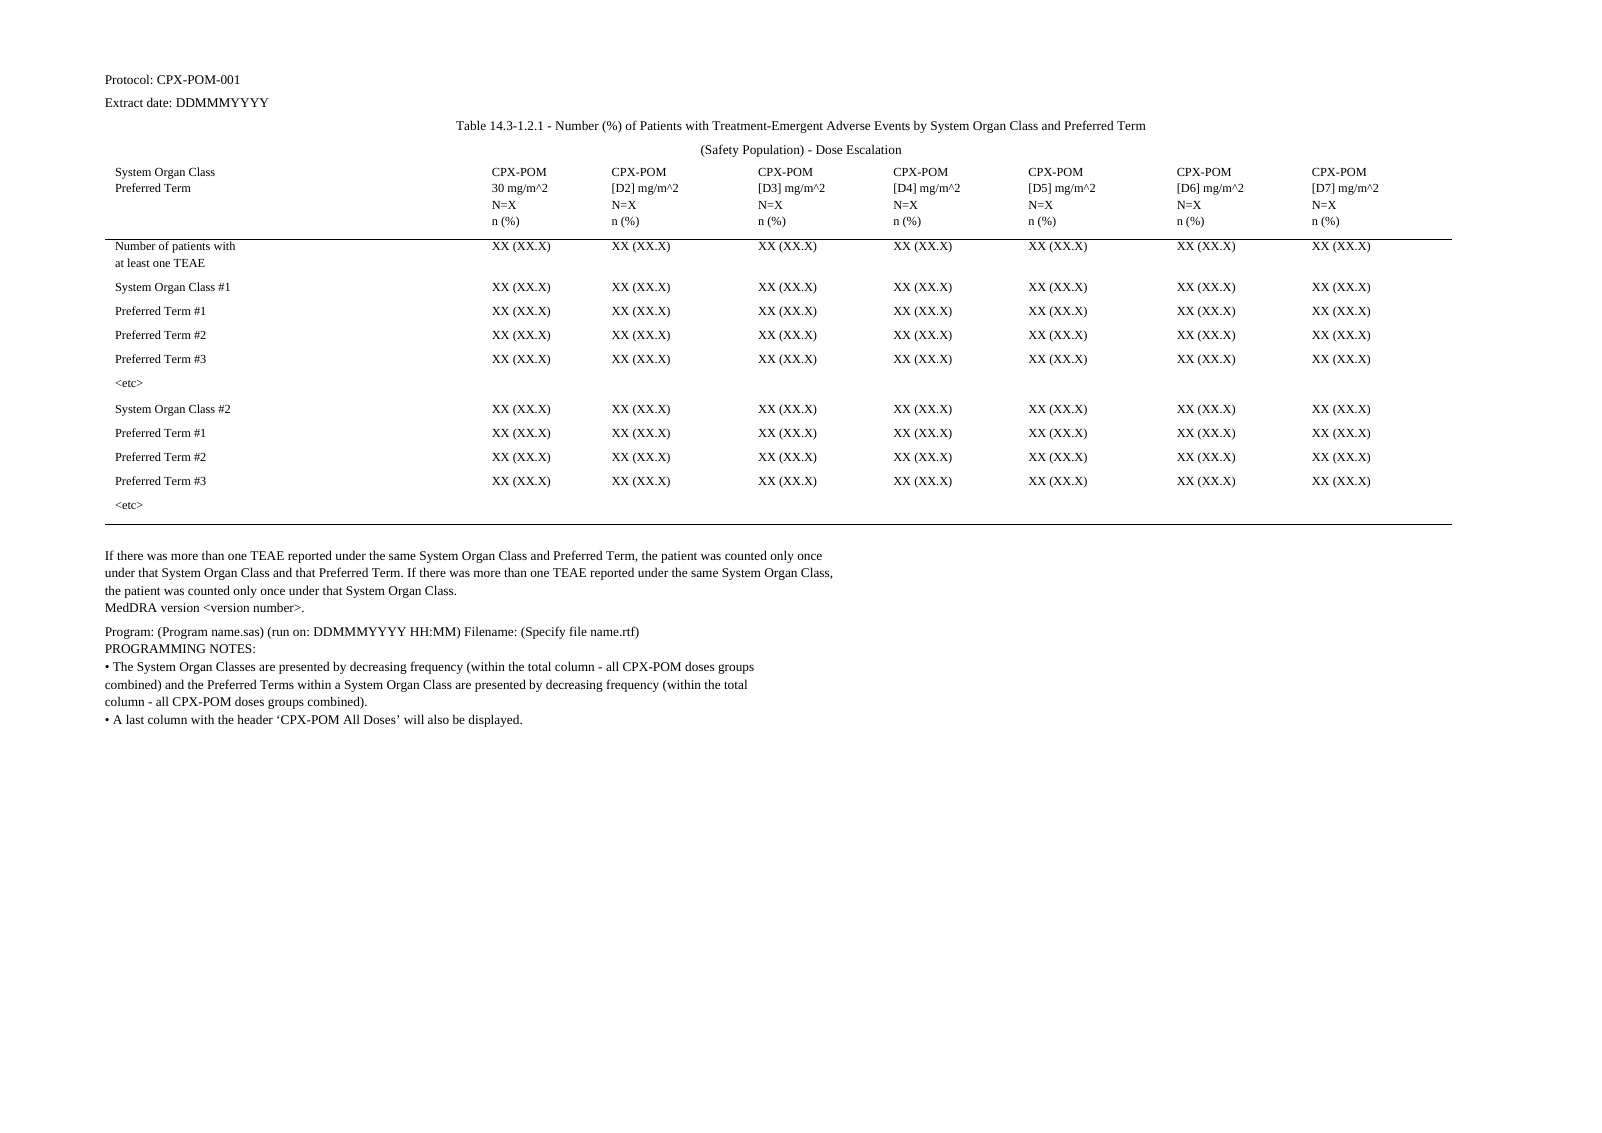 Protocol: CPX-POM-001
Extract date: DDMMMYYYY
Table 14.3-1.2.1 - Number (%) of Patients with Treatment-Emergent Adverse Events by System Organ Class and Preferred Term
(Safety Population) - Dose Escalation
System Organ Class CPX-POM CPX-POM CPX-POM CPX-POM CPX-POM CPX-POM CPX-POM
Preferred Term 30 mg/m^2 [D2] mg/m^2 [D3] mg/m^2 [D4] mg/m^2 [D5] mg/m^2 [D6] mg/m^2 [D7] mg/m^2
N=X N=X N=X N=X N=X N=X N=X
n (%) n (%) n (%) n (%) n (%) n (%) n (%)
Number of patients with XX (XX.X) XX (XX.X) XX (XX.X) XX (XX.X) XX (XX.X) XX (XX.X) XX (XX.X)
at least one TEAE
System Organ Class #1 XX (XX.X) XX (XX.X) XX (XX.X) XX (XX.X) XX (XX.X) XX (XX.X) XX (XX.X)
Preferred Term #1 XX (XX.X) XX (XX.X) XX (XX.X) XX (XX.X) XX (XX.X) XX (XX.X) XX (XX.X)
Preferred Term #2 XX (XX.X) XX (XX.X) XX (XX.X) XX (XX.X) XX (XX.X) XX (XX.X) XX (XX.X)
Preferred Term #3 XX (XX.X) XX (XX.X) XX (XX.X) XX (XX.X) XX (XX.X) XX (XX.X) XX (XX.X)
<etc>
System Organ Class #2 XX (XX.X) XX (XX.X) XX (XX.X) XX (XX.X) XX (XX.X) XX (XX.X) XX (XX.X)
Preferred Term #1 XX (XX.X) XX (XX.X) XX (XX.X) XX (XX.X) XX (XX.X) XX (XX.X) XX (XX.X)
Preferred Term #2 XX (XX.X) XX (XX.X) XX (XX.X) XX (XX.X) XX (XX.X) XX (XX.X) XX (XX.X)
Preferred Term #3 XX (XX.X) XX (XX.X) XX (XX.X) XX (XX.X) XX (XX.X) XX (XX.X) XX (XX.X)
<etc>
If there was more than one TEAE reported under the same System Organ Class and Preferred Term, the patient was counted only once
under that System Organ Class and that Preferred Term. If there was more than one TEAE reported under the same System Organ Class,
the patient was counted only once under that System Organ Class.
MedDRA version <version number>.
Program: (Program name.sas) (run on: DDMMMYYYY HH:MM) Filename: (Specify file name.rtf)
PROGRAMMING NOTES:
• The System Organ Classes are presented by decreasing frequency (within the total column - all CPX-POM doses groups
combined) and the Preferred Terms within a System Organ Class are presented by decreasing frequency (within the total
column - all CPX-POM doses groups combined).
• A last column with the header ‘CPX-POM All Doses’ will also be displayed.